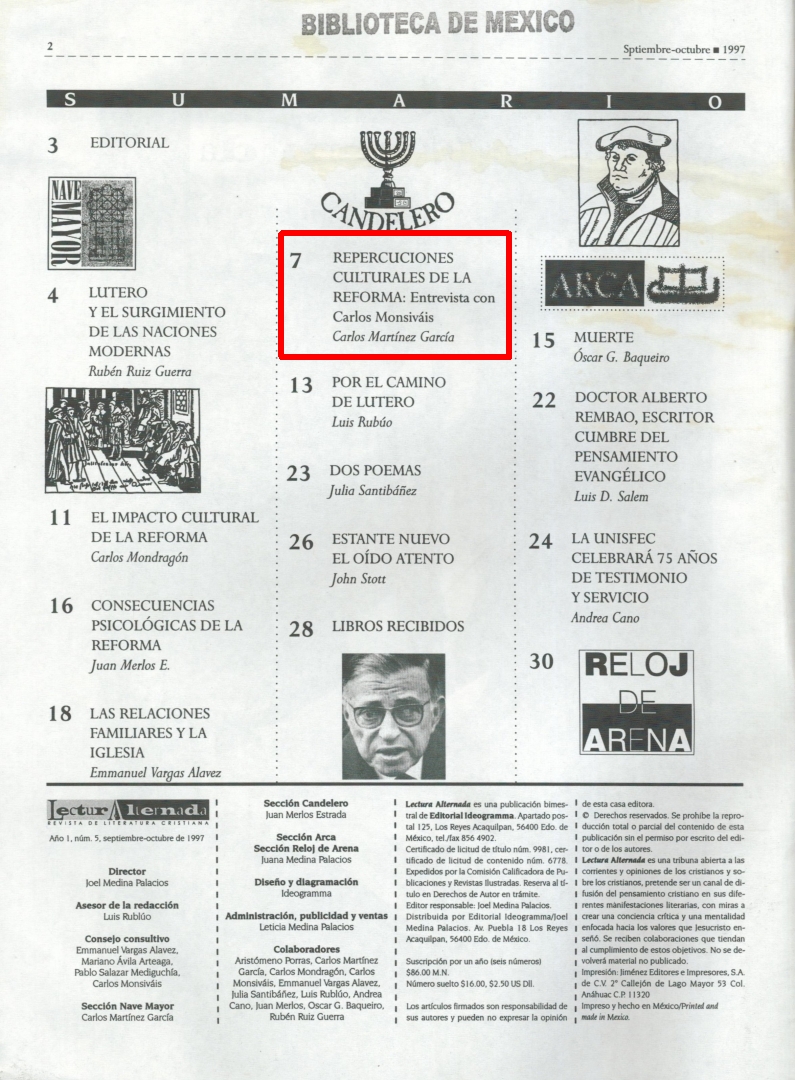 BIBLIOTECA DE MEXICO
2
Sptiembre-octubre ■ 1997
SUMARIO
3 EDITORIAL
NAVE
MAYOR
4 LUTERO
Y EL SURGIMIENTO
DE LAS NACIONES
MODERNAS
Rubén Ruiz Guerra
11 EL IMPACTO CULTURAL
DE LA REFORMA
Carlos Mondragón
16 CONSECUENCIAS
PSICOLÓGICAS DE LA
REFORMA
Juan Merlos E.
18 LAS RELACIONES
FAMILIARES Y LA
IGLESIA
Emmanuel Vargas Alavez
CANDELERO
7 REPERCUCIONES
CULTURALES DE LA
REFORMA: Entrevista con
Carlos Monsiváis
Carlos Martínez García
13 POR EL CAMINO
DE LUTERO
Luis Rubúo
23 DOS POEMAS
Julia Santibáñez
26 ESTANTE NUEVO
EL OÍDO ATENTO
John Stott
28 LIBROS RECIBIDOS
ARCA
15 MUERTE
Óscar G. Baqueiro
22 DOCTOR ALBERTO
REMBAO, ESCRITOR
CUMBRE DEL
PENSAMIENTO
EVANGÉLICO
Luis D. Salem
24 LA UNISFEC
CELEBRARÁ 75 AÑOS
DE TESTIMONIO
Y SERVICIO
Andrea Cano
30 RELOJ
DE
ARENA
Lectura Alternada
REVISTA DE LITERATURA CRISTIANA
Año 1, núm. 5, septiembre-octubre de 1997
Director
Joel Medina Palacios
Asesor de la redacción
Luis Rublúo
Consejo consultivo
Emmanuel Vargas Alavez,
Mariano Ávila Arteaga,
Pablo Salazar Mediguchía,
Carlos Monsiváis
Sección Nave Mayor
Carlos Martínez García
Sección Candelero
Juan Merlos Estrada
Sección Arca
Sección Reloj de Arena
Juana Medina Palacios
Diseño y diagramación
Ideogramma
Administración, publicidad y ventas
Leticia Medina Palacios
Colaboradores
Aristómeno Porras, Carlos Martínez
García, Carlos Mondragón, Carlos
Monsiváis, Emmanuel Vargas Alavez,
Julia Santibáñez, Luis Rublúo, Andrea
Cano, Juan Merlos, Oscar G. Baqueiro,
Rubén Ruiz Guerra
Lectura Alternada es una publicación bimes-
tral de Editorial Ideogramma. Apartado pos-
tal 125, Los Reyes Acaquilpan, 56400 Edo. de
México, tel./fax 856 4902.
Certificado de licitud de título núm. 9981, cer-
tificado de licitud de contenido núm. 6778.
Expedidos por la Comisión Calificadora de Pu-
blicaciones y Revistas Ilustradas. Reserva al tí-
tulo en Derechos de Autor en trámite.
Editor responsable: Joel Medina Palacios.
Distribuida por Editorial Ideogramma/Joel
Medina Palacios. Av. Puebla 18 Los Reyes
Acaquilpan, 56400 Edo. de México.
Suscripción por un año (seis números)
$86.00 M.N.
Número suelto $16.00, $2.50 US Dll.
Los artículos firmados son responsabilidad de
sus autores y pueden no expresar la opinión
de esta casa editora.
© Derechos reservados. Se prohíbe la repro-
ducción total o parcial del contenido de esta
publicación sin el permiso por escrito del edi-
tor o de los autores.
Lectura Alternada es una tribuna abierta a las
corrientes y opiniones de los cristianos y so-
bre los cristianos, pretende ser un canal de di-
fusión del pensamiento cristiano en sus dife-
rentes manifestaciones literarias, con miras a
crear una conciencia crítica y una mentalidad
enfocada hacia los valores que Jesucristo en-
señó. Se reciben colaboraciones que tiendan
al cumplimiento de estos objetivos. No se de-
volverá material no publicado.
Impresión: Jiménez Editores e Impresores, S.A.
de C.V. 2° Callejón de Lago Mayor 53 Col.
Anáhuac C.P. 11320
Impreso y hecho en México/Printed and
made in Mexico.